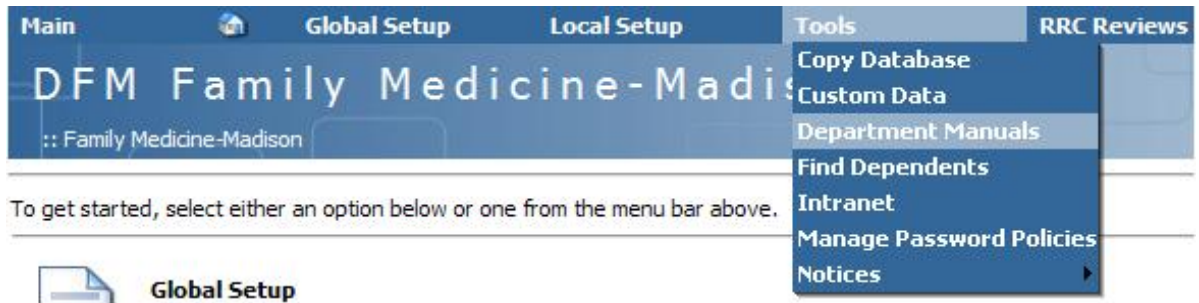 Main Global Setup Local Setup Tools RRC Reviews
DFM Family Medicine-Madis
:: Family Medicine-Madison
Copy Database
Custom Data
Department Manuals
Find Dependents
Intranet
Manage Password Policies
Notices
To get started, select either an option below or one from the menu bar above.
Global Setup